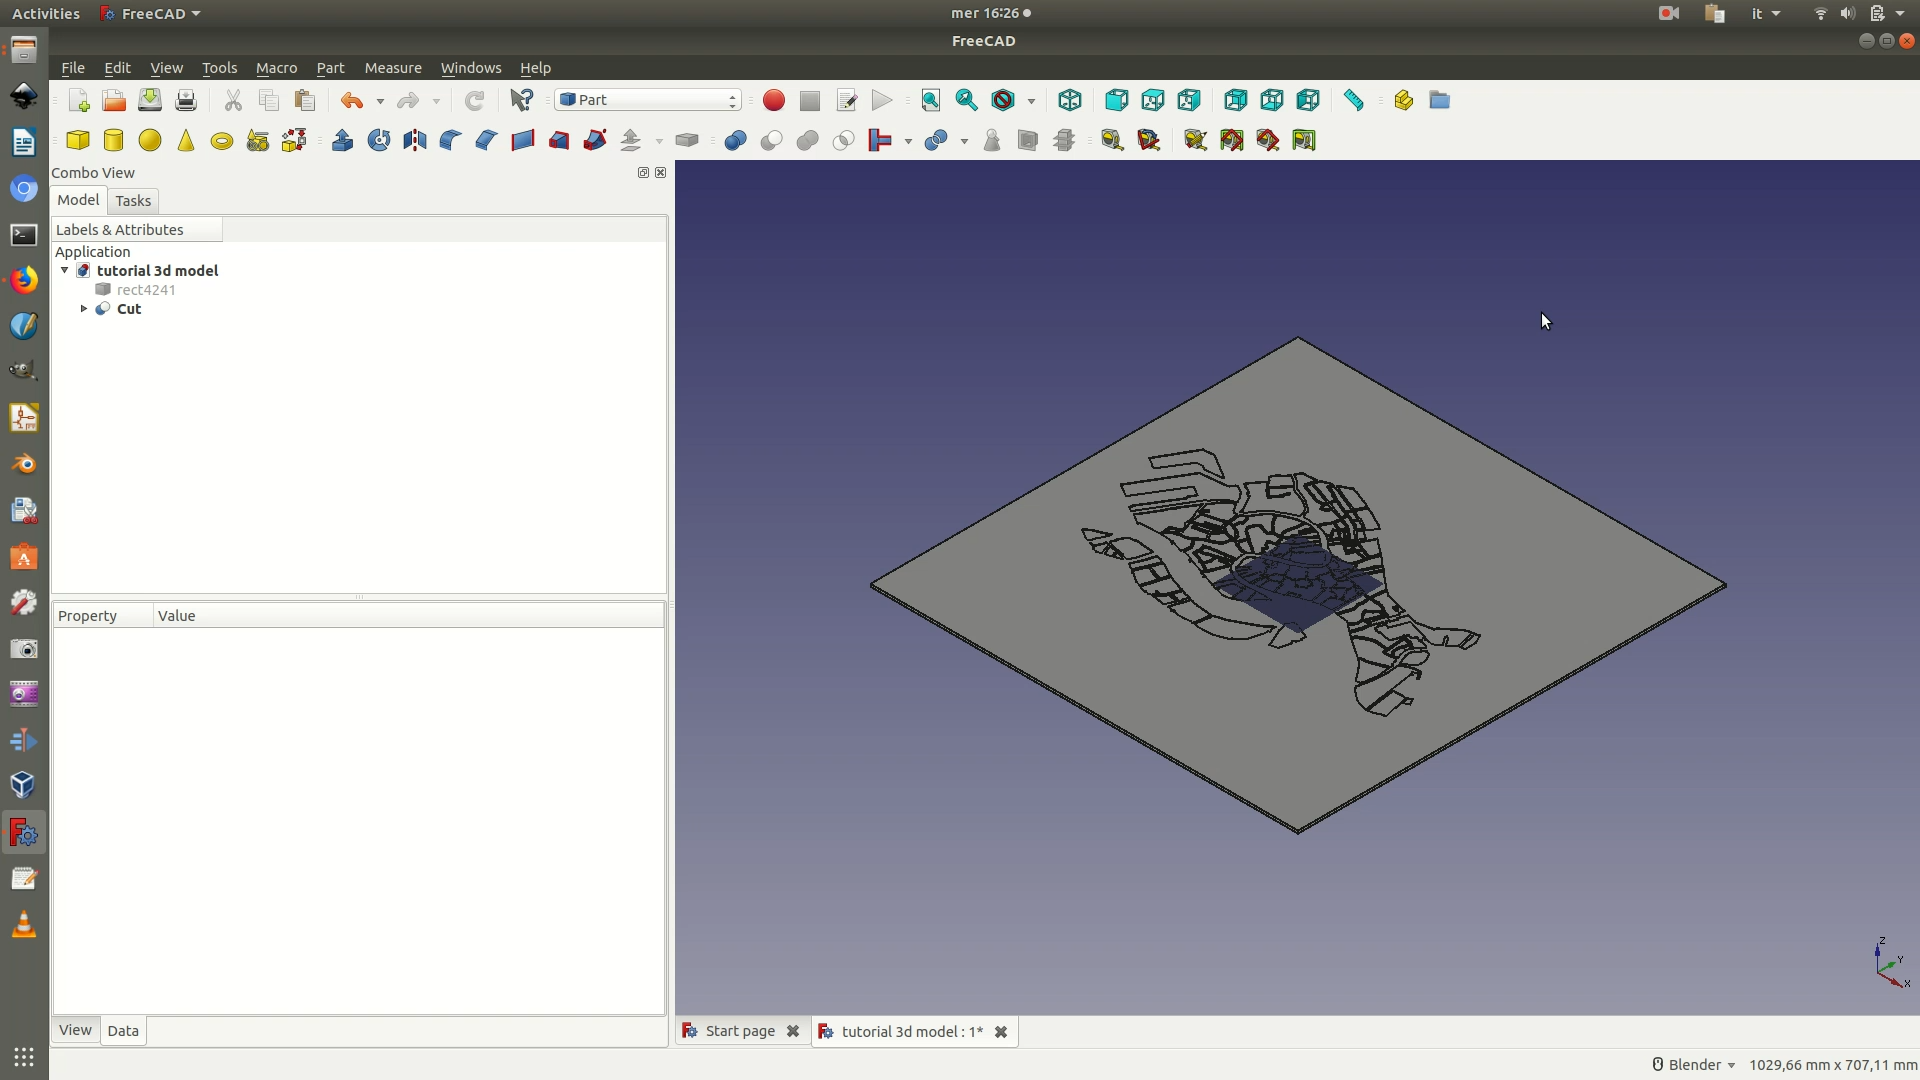 Activities FreeCAD mer 16:26 it
FreeCAD
File Edit View Tools Macro Part Measure Windows Help
Part
Combo View
Model Tasks
Labels & Attributes
Application
tutorial 3d model
rect4241
Cut
Property Value
Z
Y
X
View Data
Start page tutorial 3d model : 1*
Blender 1029,66 mm x 707,11 mm